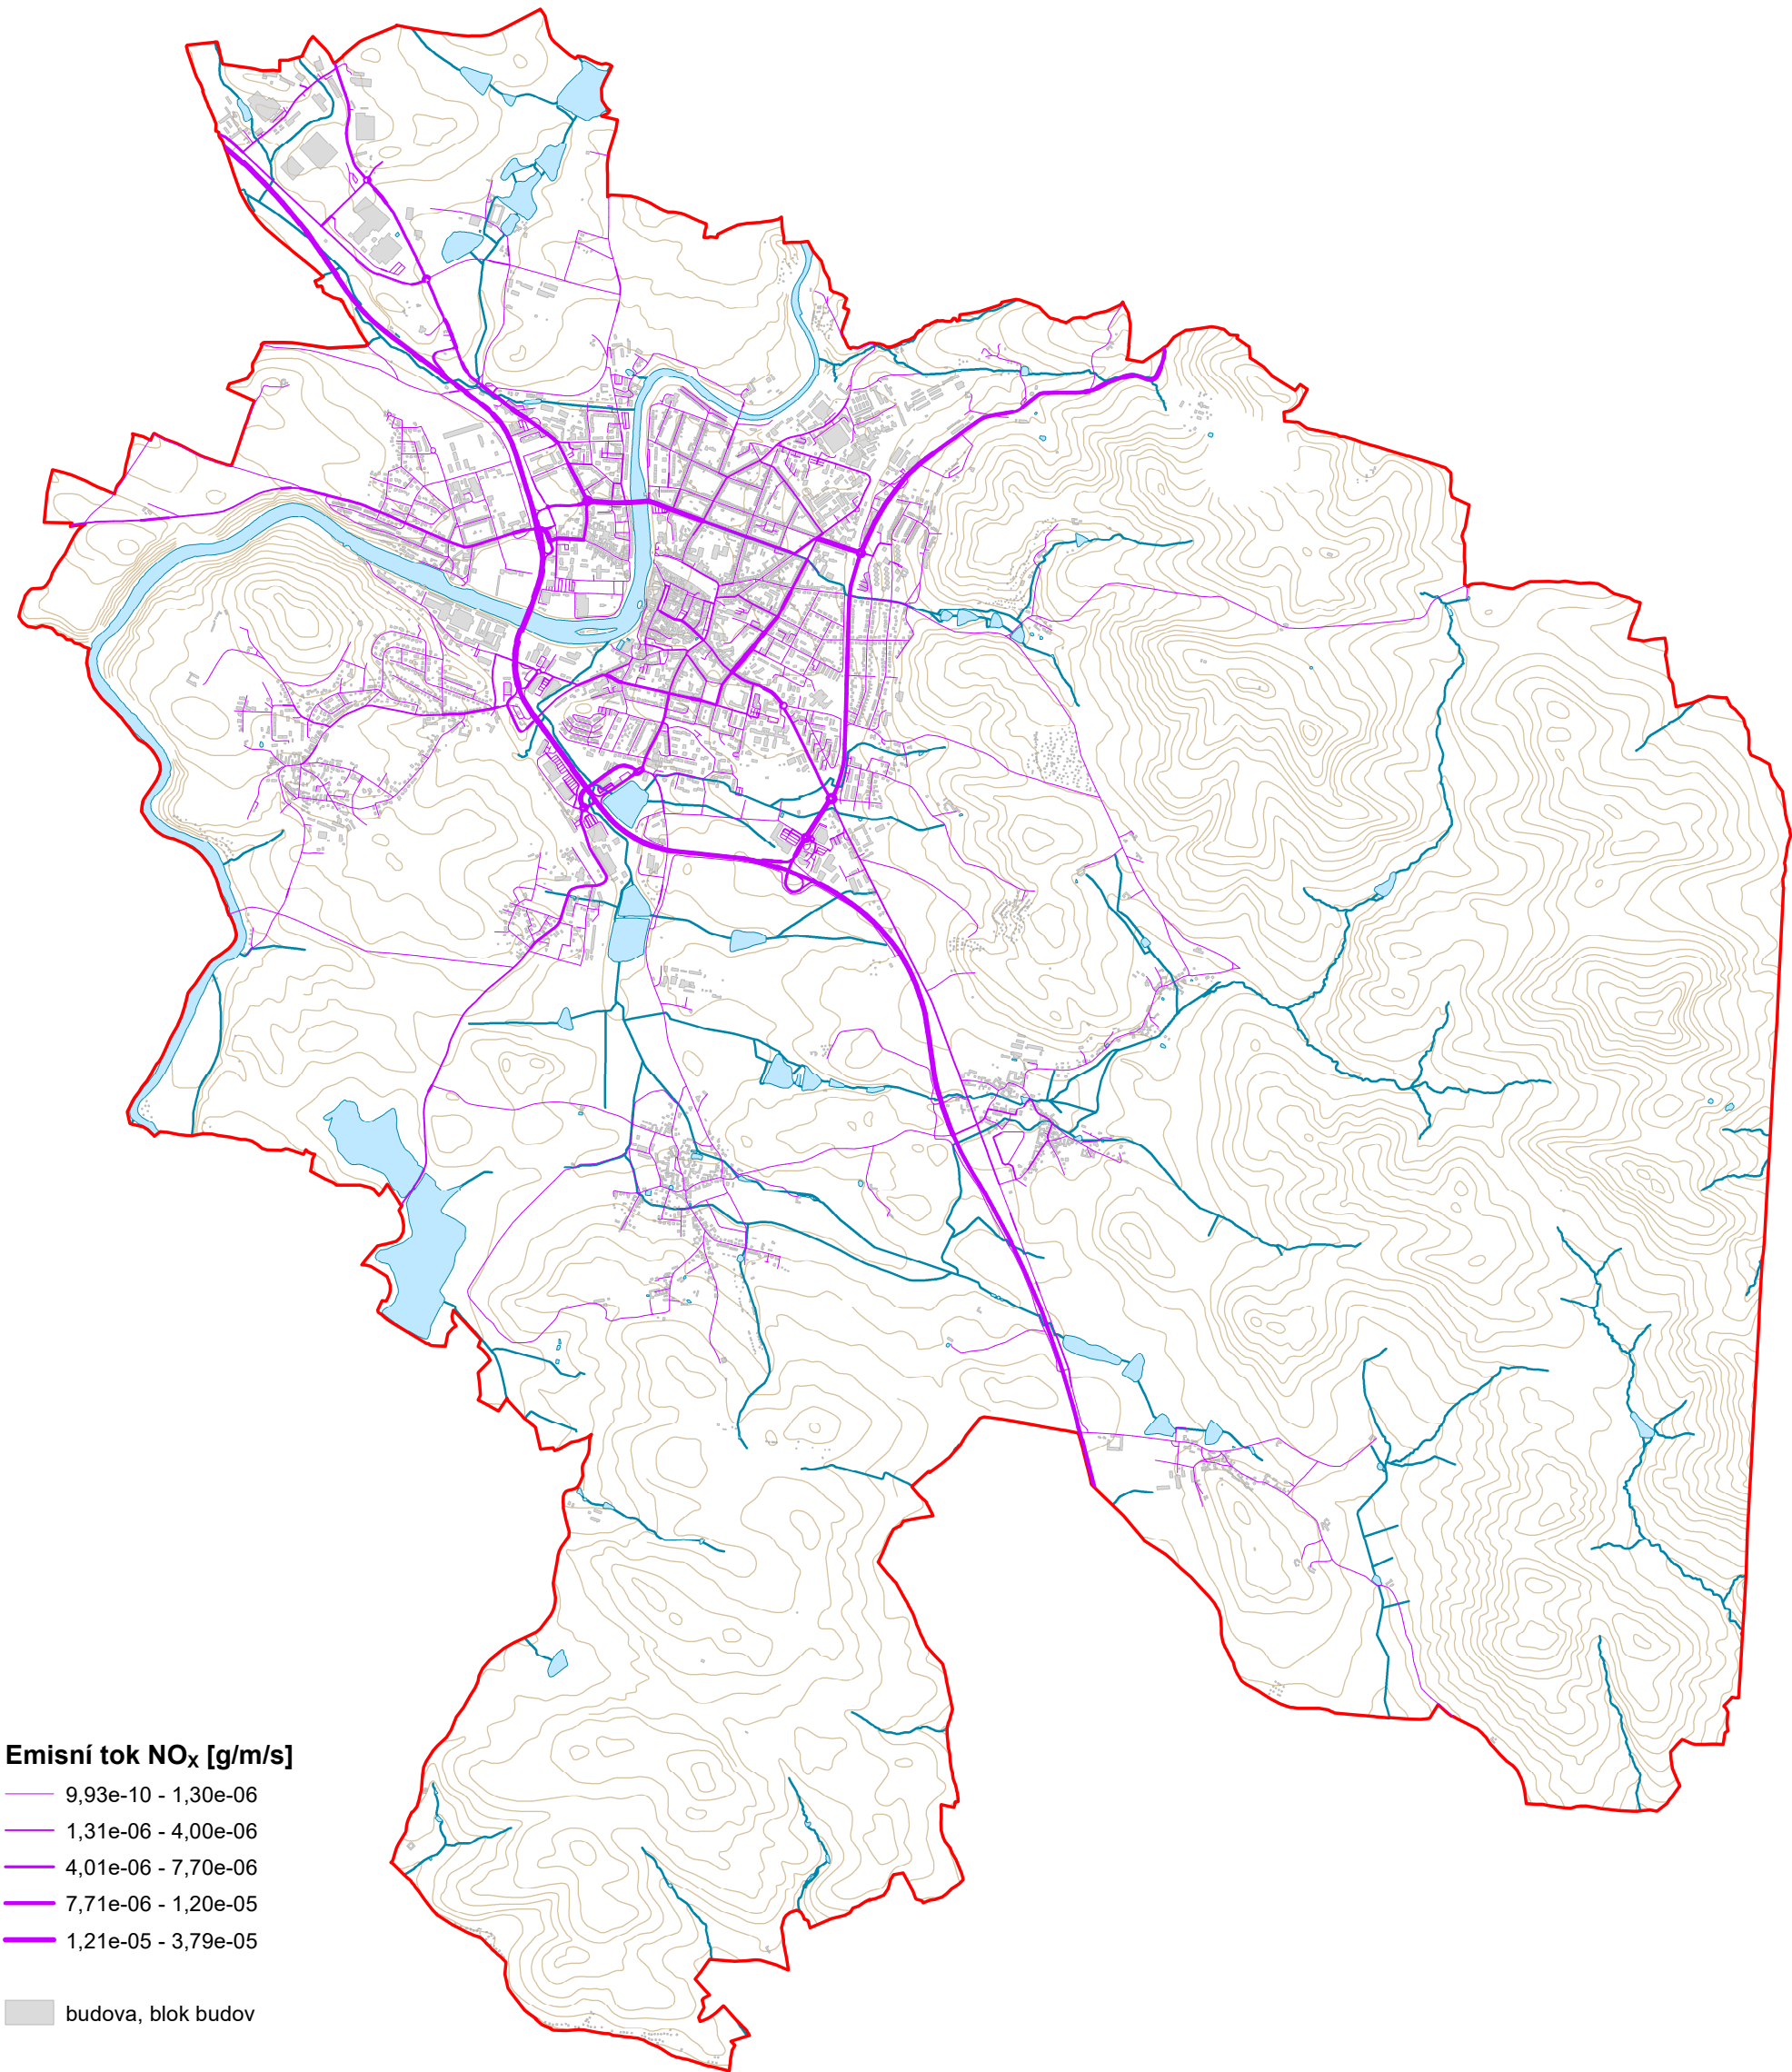 Emisní tok NOX [g/m/s]
9,93e-10 - 1,30e-06
1,31e-06 - 4,00e-06
4,01e-06 - 7,70e-06
7,71e-06 - 1,20e-05
1,21e-05 - 3,79e-05
budova, blok budov